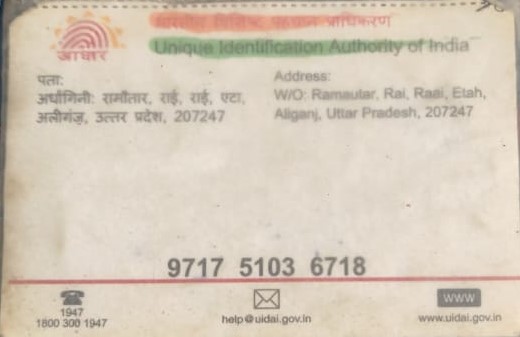 भारतीय विशिष्ट पहचान प्राधिकरण
Unique Identification Authority of India
आधार
पता:
अर्धांगिनी: रामौतार, राई, राई, एटा,
अलीगंज, उत्तर प्रदेश, 207247
Address:
W/O: Ramautar, Rai, Raai, Etah,
Aliganj, Uttar Pradesh, 207247
9717 5103 6718
1947
1800 300 1947
help@uidai.gov.in
www
www.uidai.gov.in